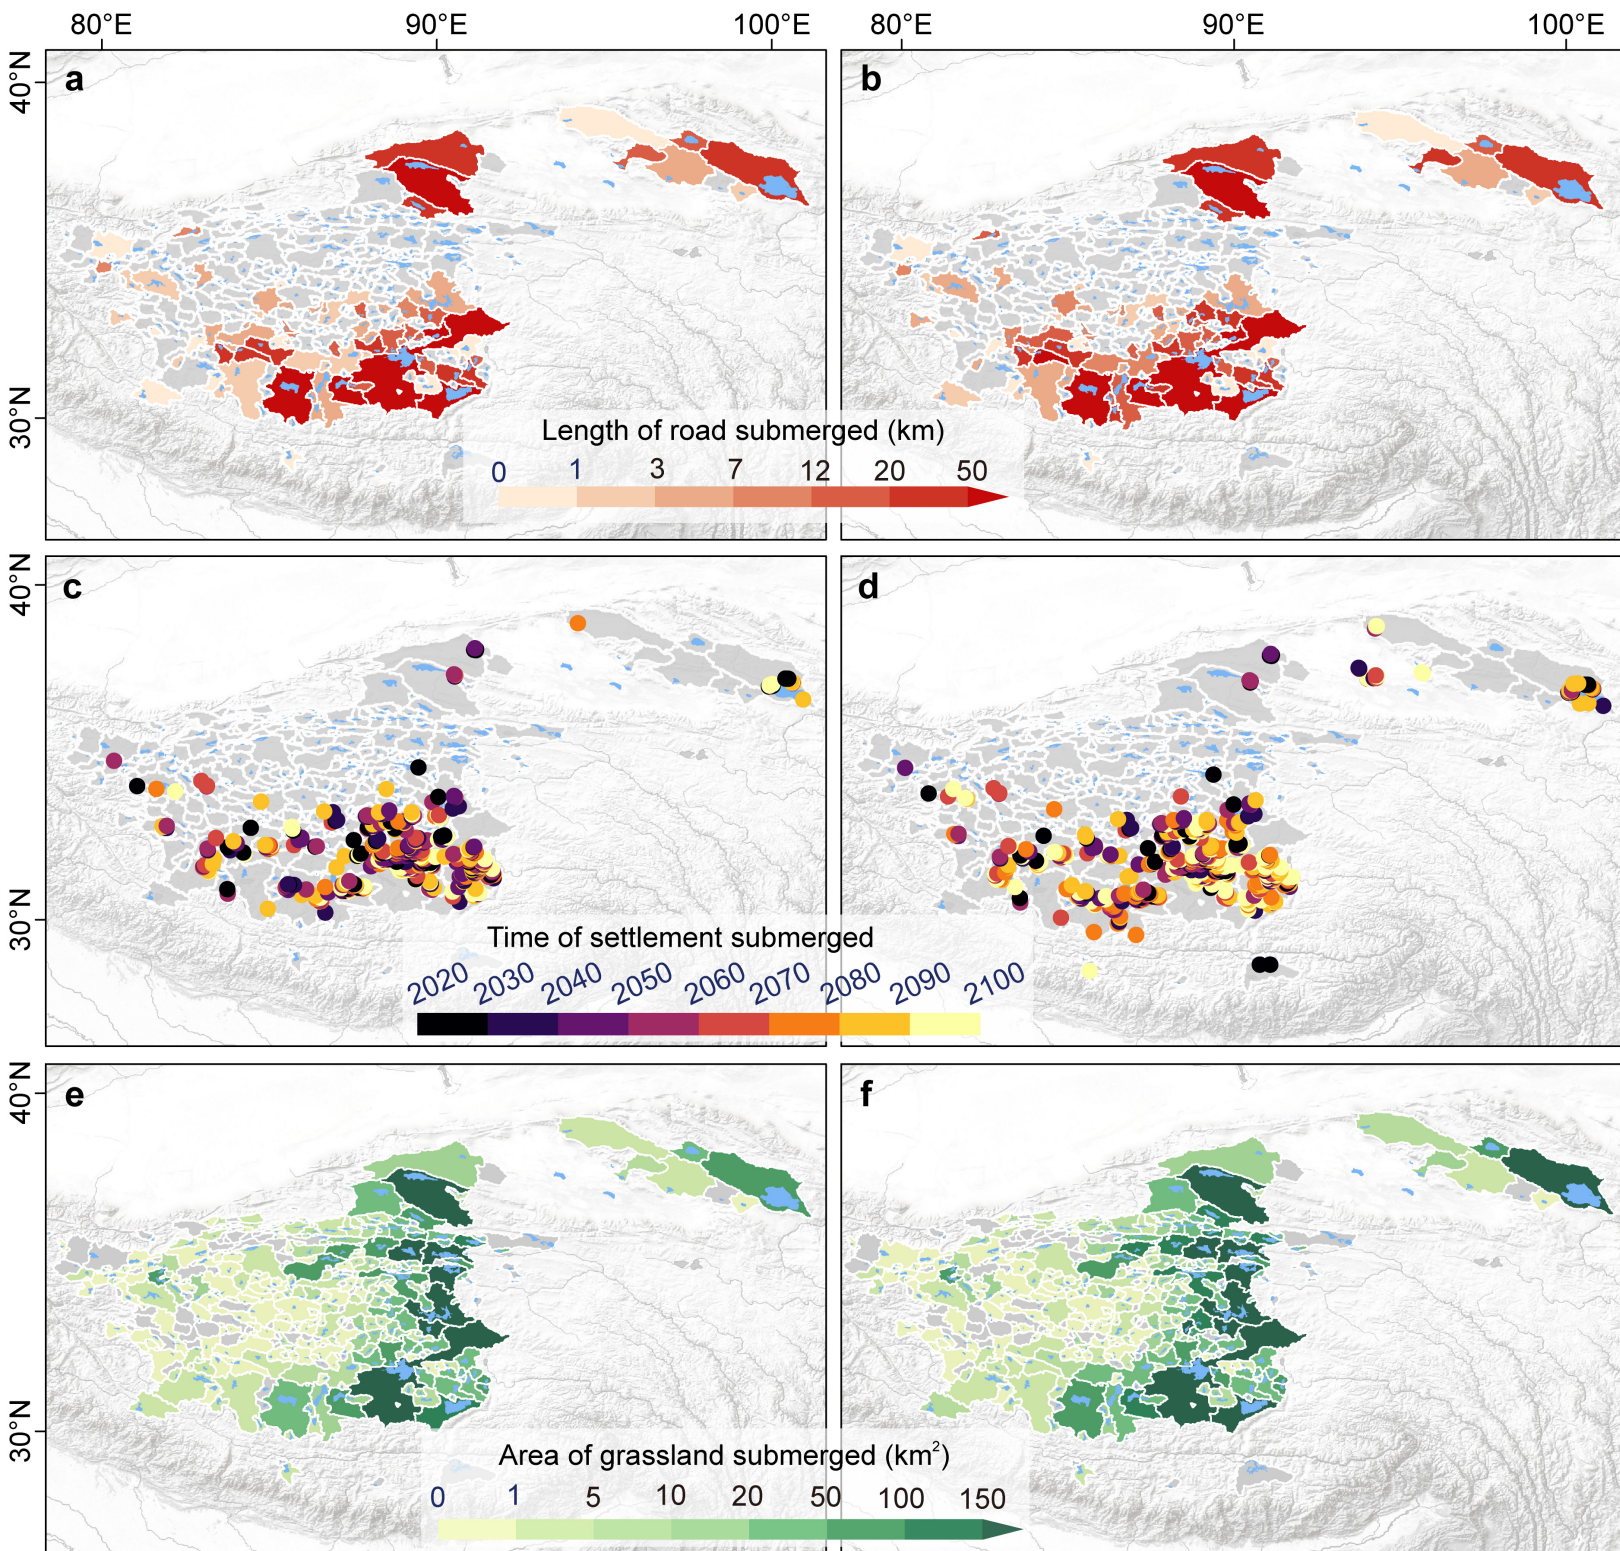 80°E 90°E 100°E 80°E 90°E 100°E
40°N
a b
30°N
Length of road submerged (km)
0 1 3 7 12 20 50
40°N
c d
30°N
Time of settlement submerged
2020 2030 2040 2050 2060 2070 2080 2090 2100
40°N
e f
30°N
Area of grassland submerged (km²)
0 1 5 10 20 50 100 150